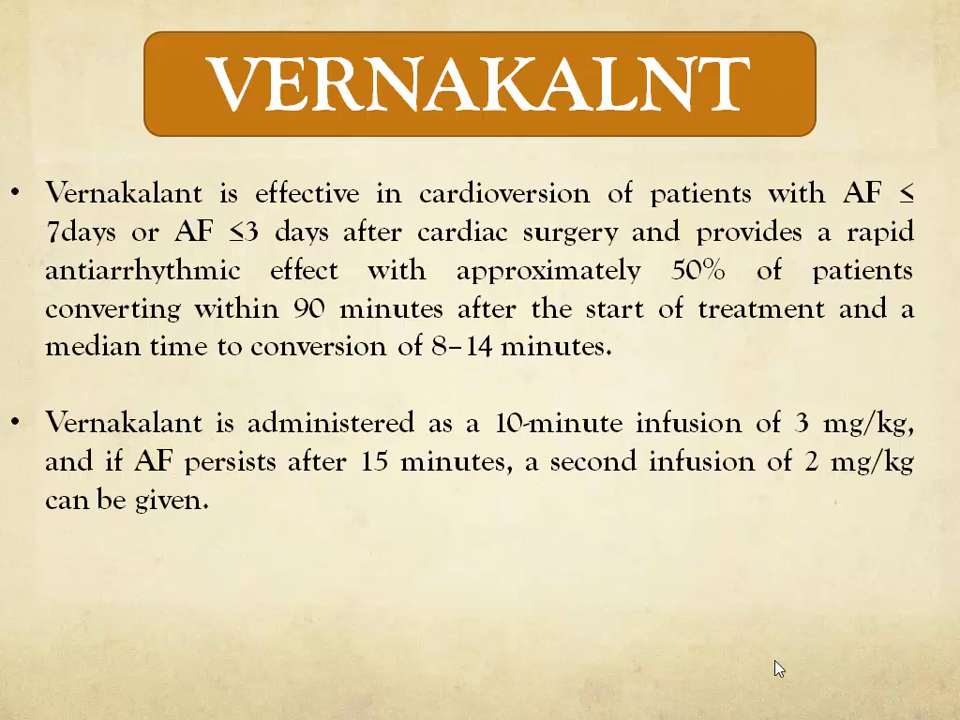 VERNAKALNT
• Vernakalant is effective in cardioversion of patients with AF ≤
7days or AF ≤3 days after cardiac surgery and provides a rapid
antiarrhythmic effect with approximately 50% of patients
converting within 90 minutes after the start of treatment and a
median time to conversion of 8–14 minutes.
• Vernakalant is administered as a 10-minute infusion of 3 mg/kg,
and if AF persists after 15 minutes, a second infusion of 2 mg/kg
can be given.